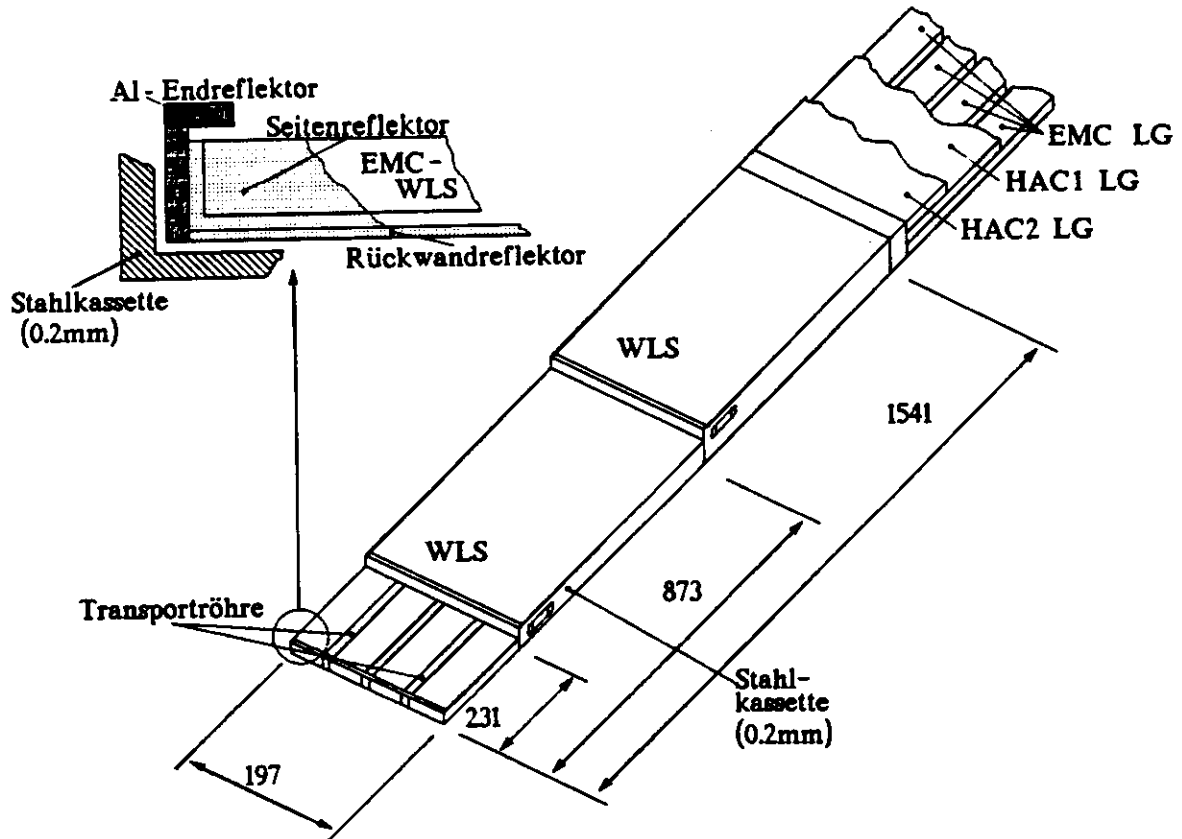 Al - Endreflektor
Seitenreflektor
EMC -
WLS
Rückwandreflektor
Stahlkassette
(0.2mm)
EMC LG
HAC1 LG
HAC2 LG
WLS
1541
WLS
873
Transportröhre
Stahl-
kassette
(0.2mm)
231
197